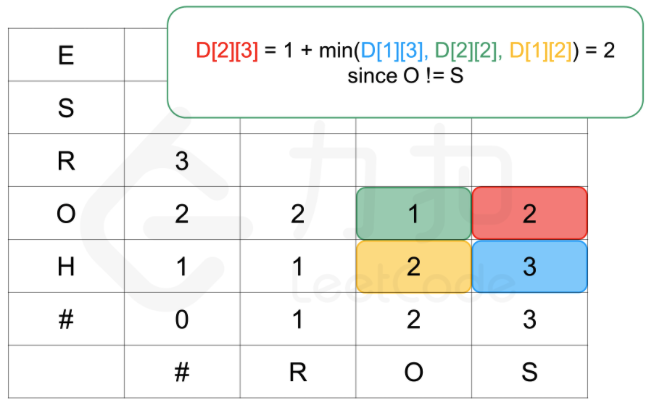 D[2][3] = 1 + min(D[1][3], D[2][2], D[1][2]) = 2
since O != S
E
S
R 3
O 2 2 1 2
H 1 1 2 3
# 0 1 2 3
# R O S
力扣
LeetCode